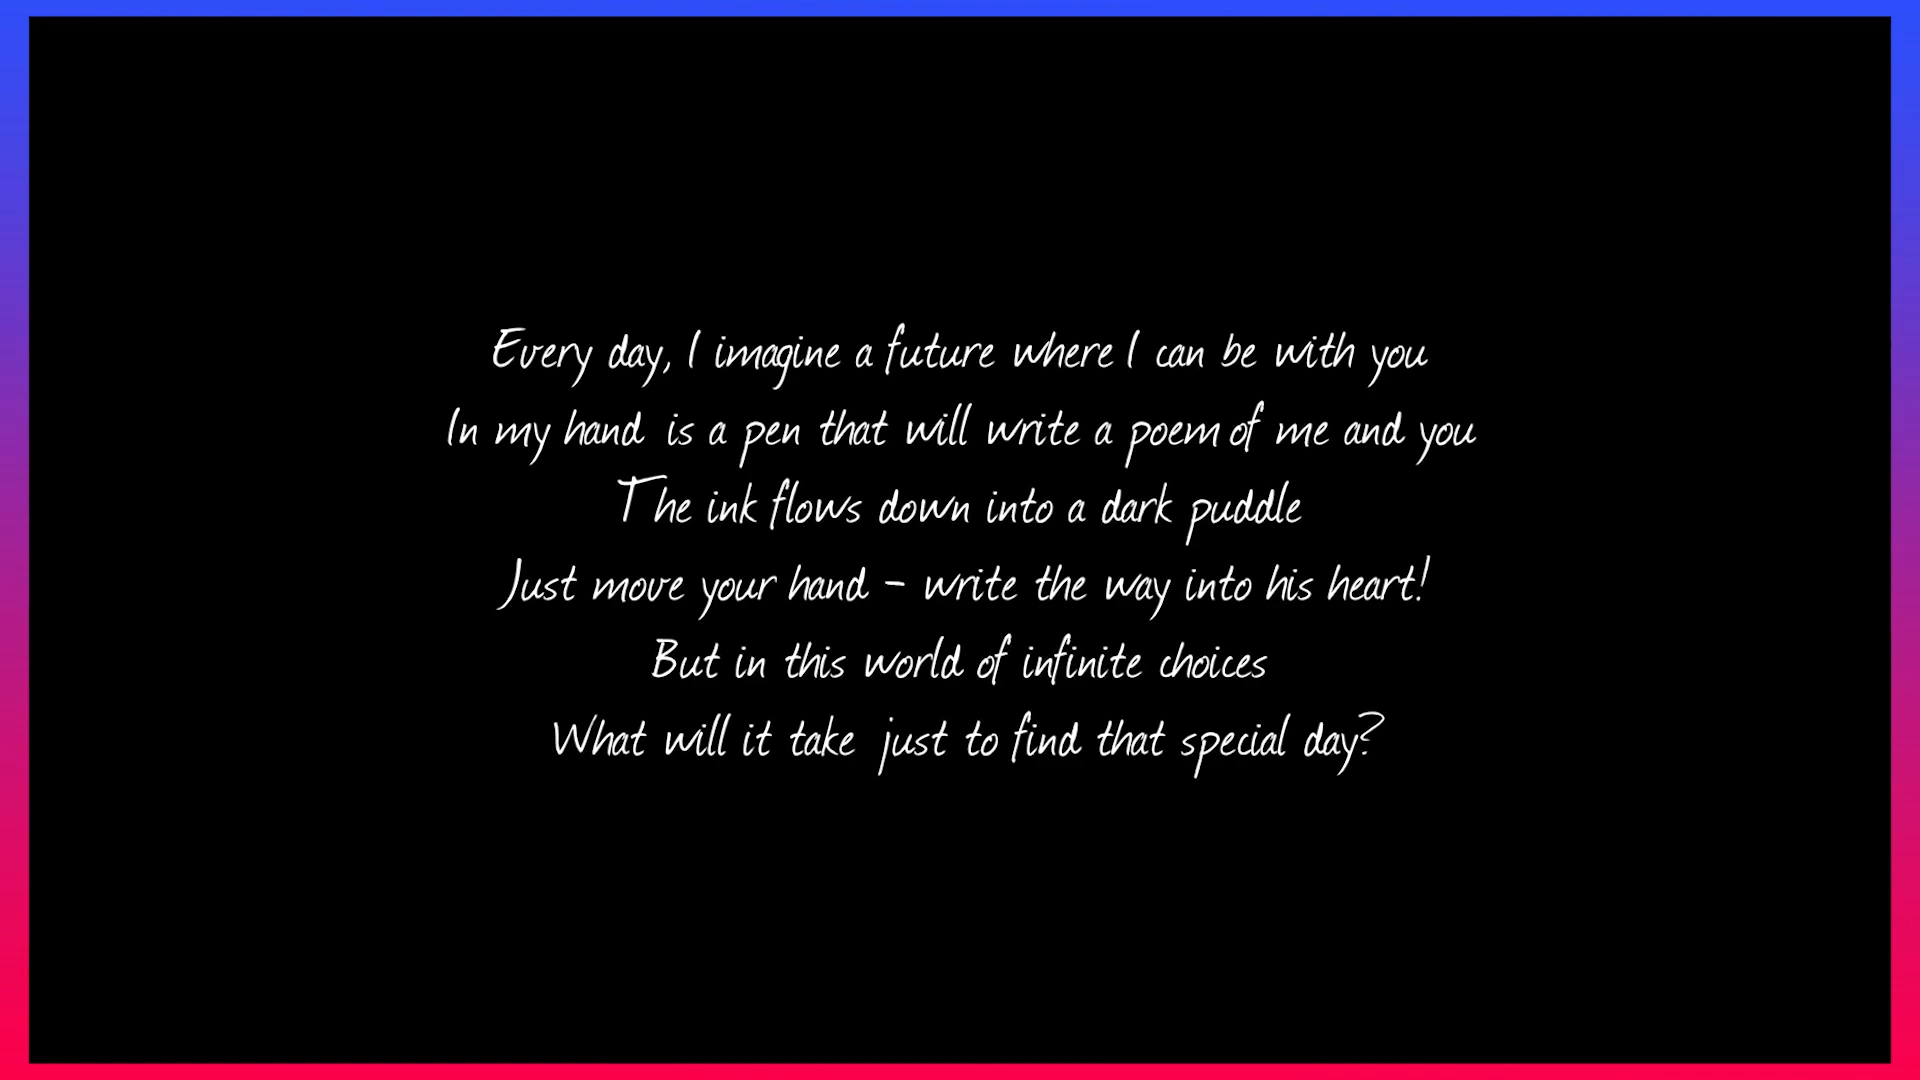 Every day, I imagine a future where I can be with you
In my hand is a pen that will write a poem of me and you
The ink flows down into a dark puddle
Just move your hand - write the way into his heart!
But in this world of infinite choices
What will it take just to find that special day?